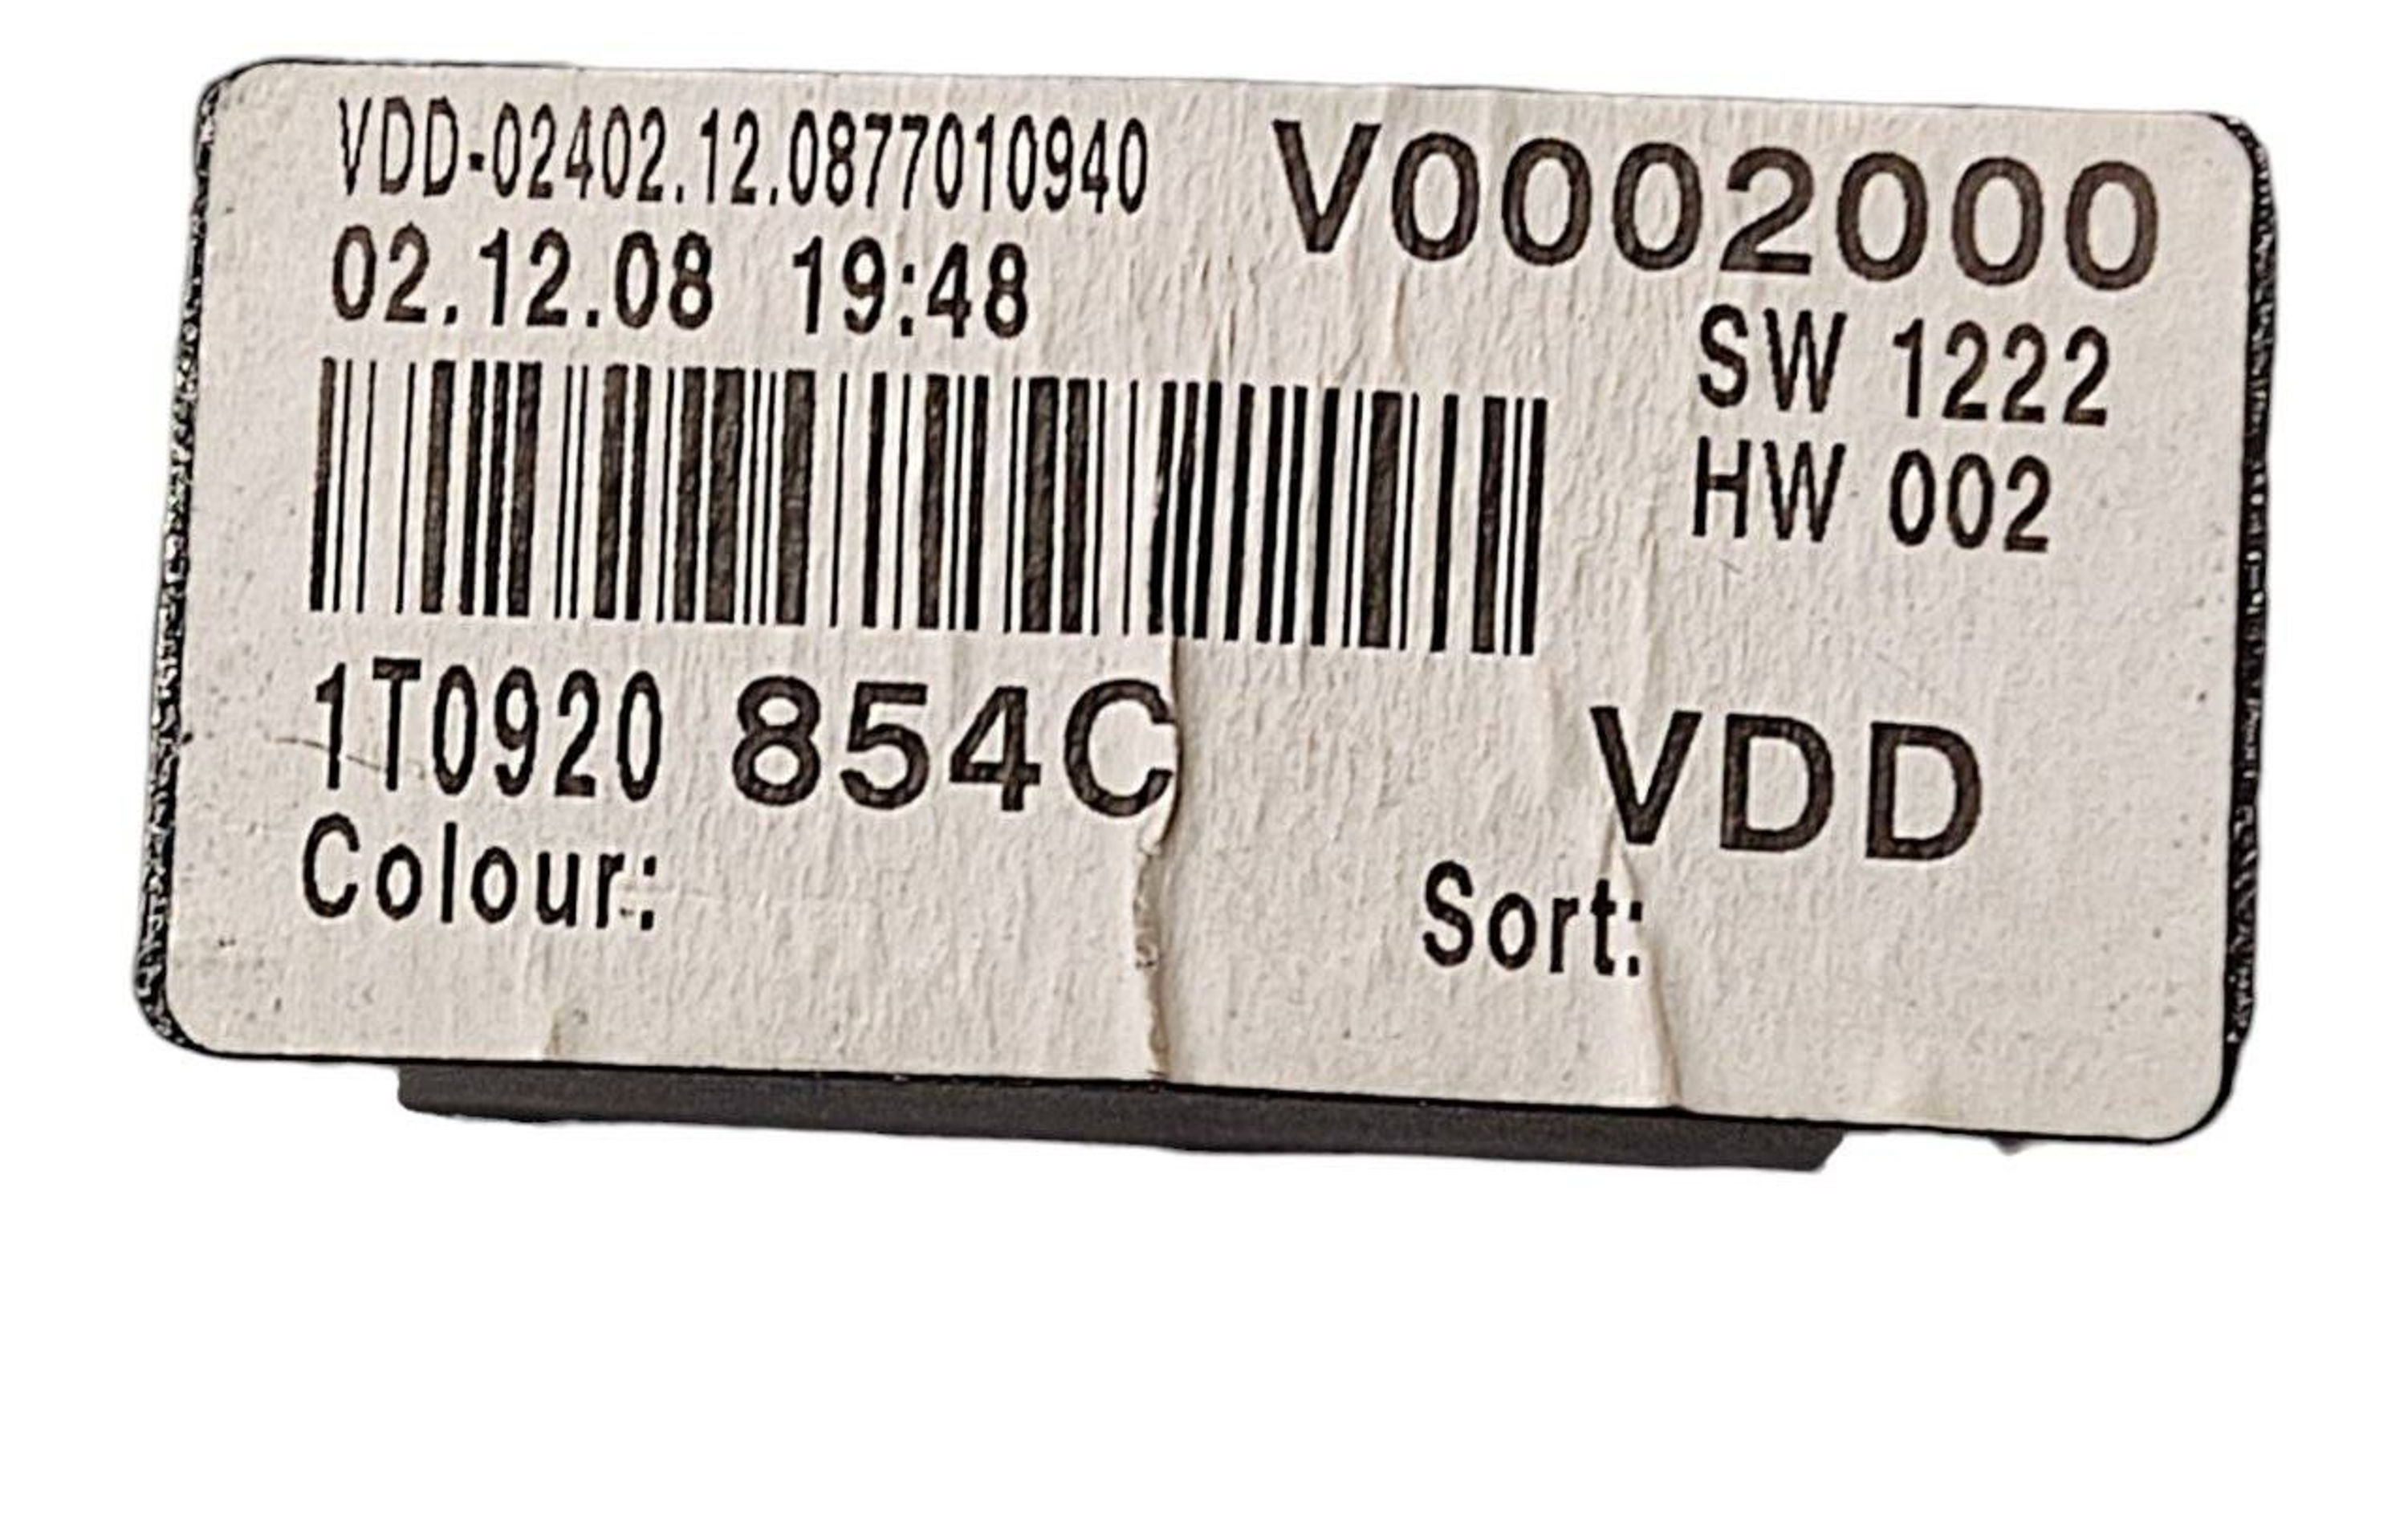 VDD-02402.12.0877010940 V0002000
02.12.08 19:48
SW 1222
HW 002
1T0920 854C VDD
Colour: Sort: